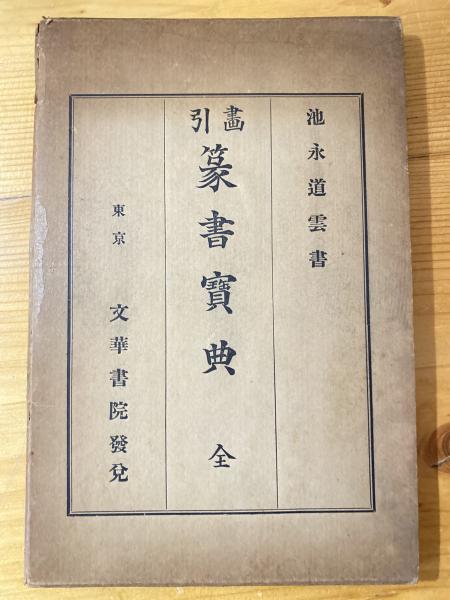 池永道雲書
畫引
篆書寶典 全
東京 文華書院發兌